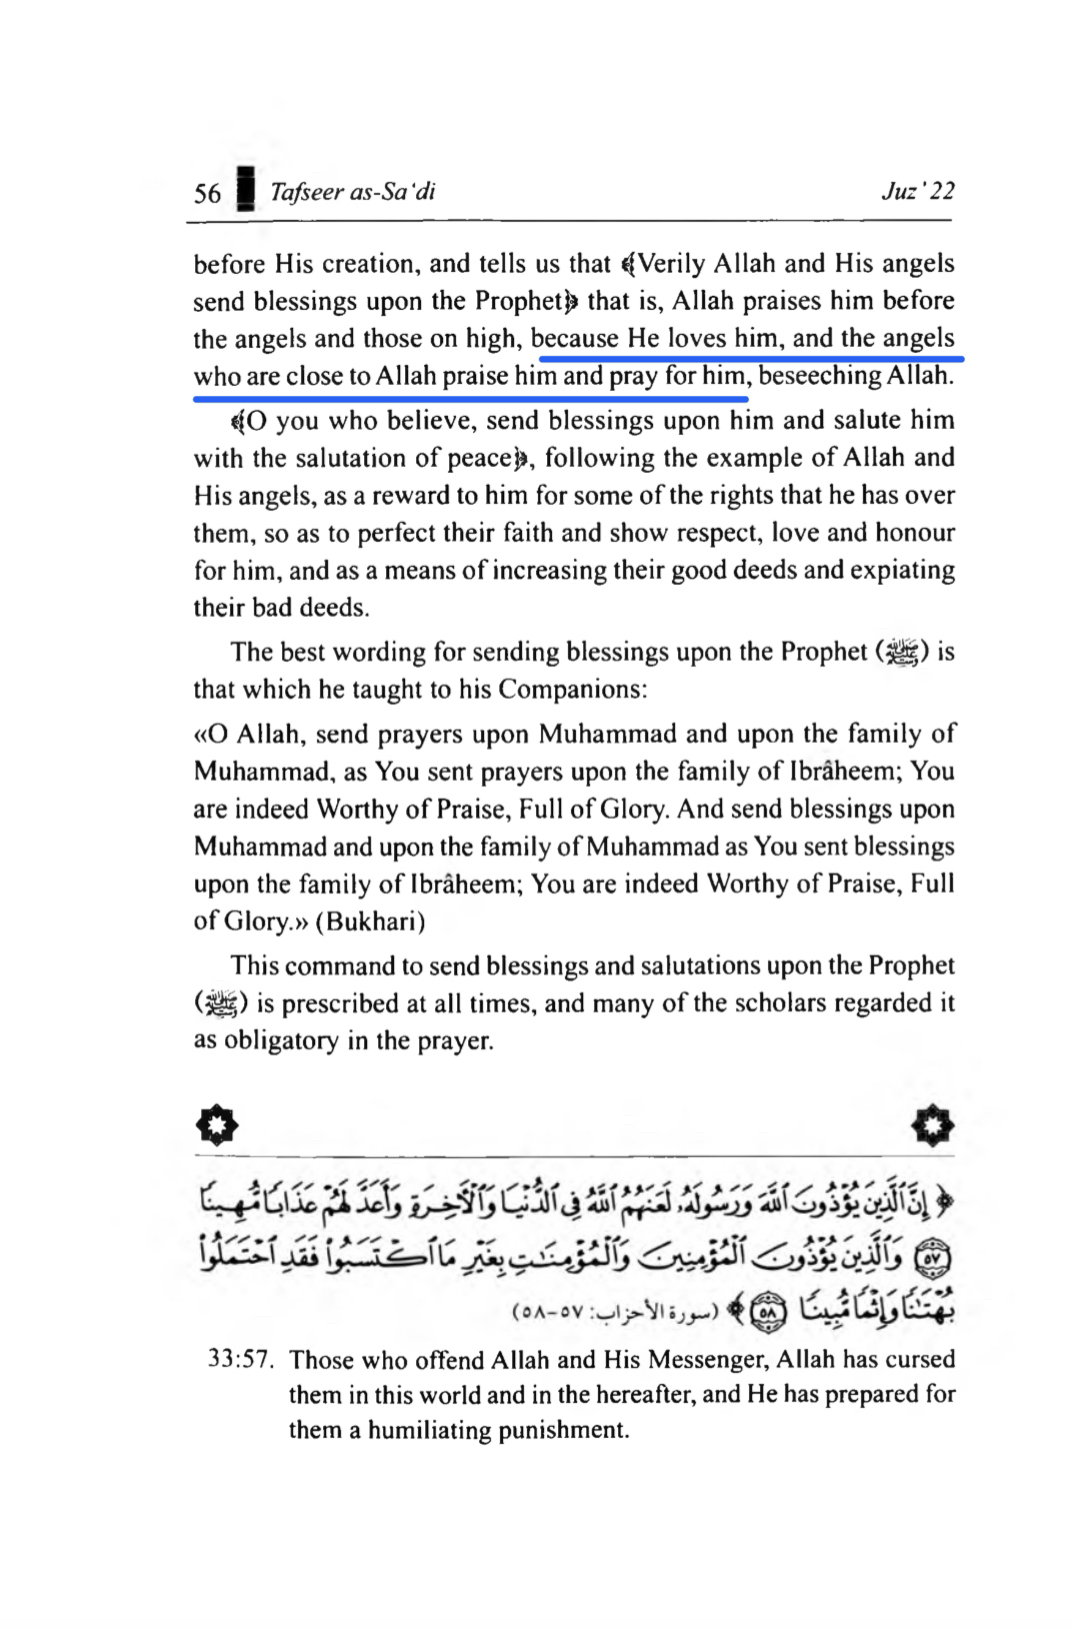 56 Tafseer as-Sa'di Juz' 22
before His creation, and tells us that ﴾Verily Allah and His angels
send blessings upon the Prophet﴿ that is, Allah praises him before
the angels and those on high, because He loves him, and the angels
who are close to Allah praise him and pray for him, beseeching Allah.
﴾O you who believe, send blessings upon him and salute him
with the salutation of peace﴿, following the example of Allah and
His angels, as a reward to him for some of the rights that he has over
them, so as to perfect their faith and show respect, love and honour
for him, and as a means of increasing their good deeds and expiating
their bad deeds.
The best wording for sending blessings upon the Prophet (ﷺ) is
that which he taught to his Companions:
«O Allah, send prayers upon Muhammad and upon the family of
Muhammad, as You sent prayers upon the family of Ibrâheem; You
are indeed Worthy of Praise, Full of Glory. And send blessings upon
Muhammad and upon the family of Muhammad as You sent blessings
upon the family of Ibrâheem; You are indeed Worthy of Praise, Full
of Glory.» (Bukhari)
This command to send blessings and salutations upon the Prophet
(ﷺ) is prescribed at all times, and many of the scholars regarded it
as obligatory in the prayer.
﴿إِنَّ ٱلَّذِينَ يُؤْذُونَ ٱللَّهَ وَرَسُولَهُۥ لَعَنَهُمُ ٱللَّهُ فِى ٱلدُّنْيَا وَٱلْـَٔاخِرَةِ وَأَعَدَّ لَهُمْ عَذَابًا مُّهِينًا
٥٧ وَٱلَّذِينَ يُؤْذُونَ ٱلْمُؤْمِنِينَ وَٱلْمُؤْمِنَـٰتِ بِغَيْرِ مَا ٱكْتَسَبُوا۟ فَقَدِ ٱحْتَمَلُوا۟
بُهْتَـٰنًا وَإِثْمًا مُّبِينًا ٥٨﴾ (سورة الأحزاب: ٥٧-٥٨)
33:57. Those who offend Allah and His Messenger, Allah has cursed
them in this world and in the hereafter, and He has prepared for
them a humiliating punishment.